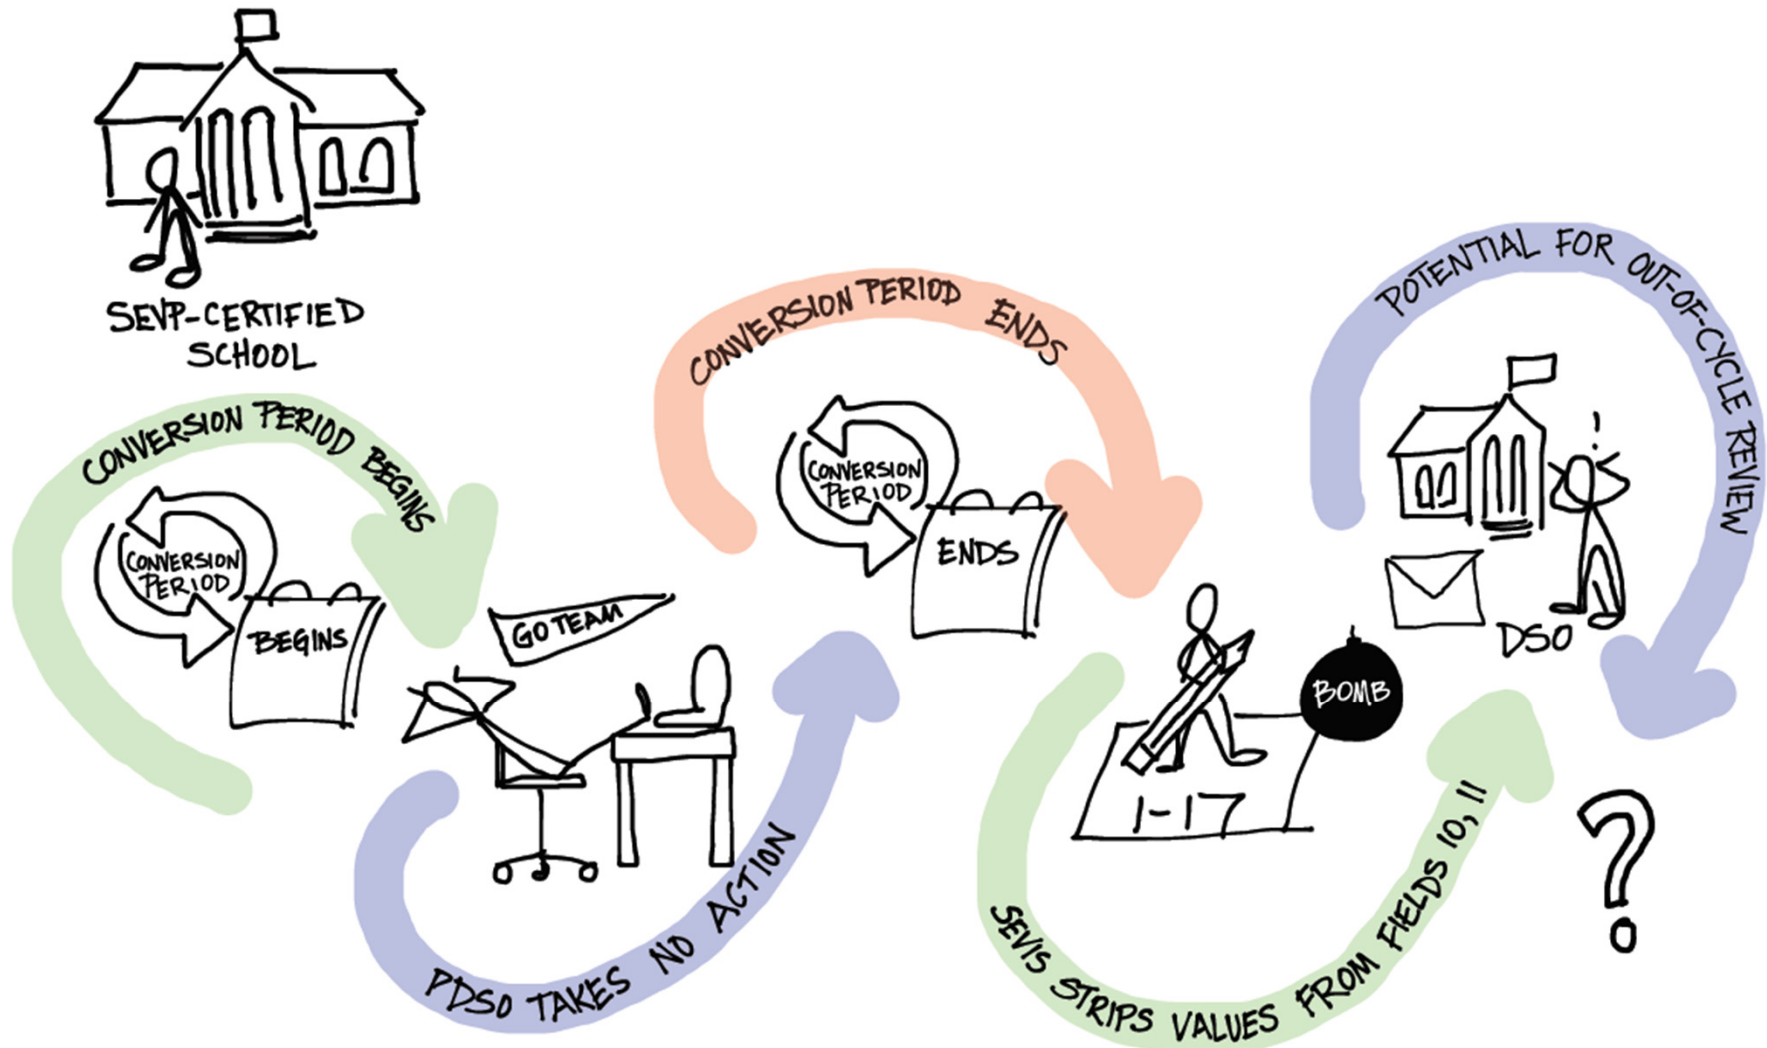 SEVP-CERTIFIED
SCHOOL
CONVERSION PERIOD BEGINS
CONVERSION
PERIOD
BEGINS
GO TEAM
PDSO TAKES NO ACTION
CONVERSION PERIOD ENDS
CONVERSION
PERIOD
ENDS
I-17
BOMB
SEVIS STRIPS VALUES FROM FIELDS 10, 11
POTENTIAL FOR OUT-OF-CYCLE REVIEW
!
DSO
?